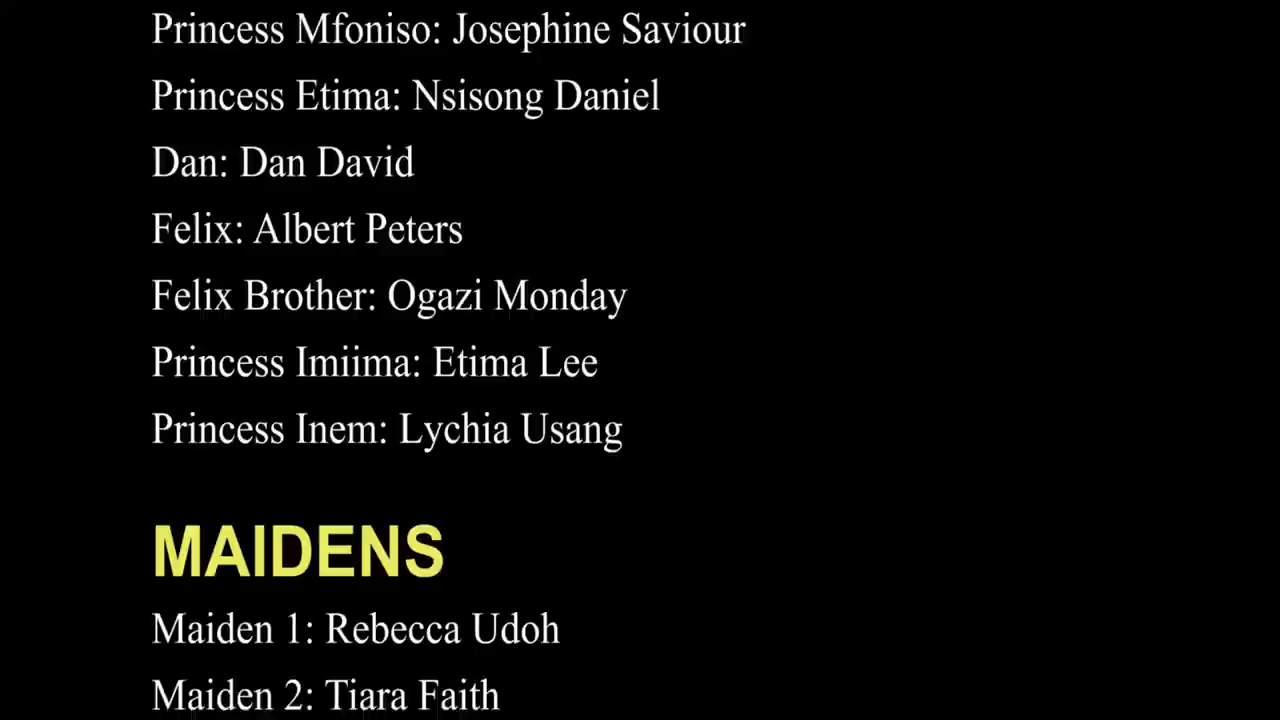 Princess Mfoniso: Josephine Saviour
Princess Etima: Nsisong Daniel
Dan: Dan David
Felix: Albert Peters
Felix Brother: Ogazi Monday
Princess Imiima: Etima Lee
Princess Inem: Lychia Usang
MAIDENS
Maiden 1: Rebecca Udoh
Maiden 2: Tiara Faith